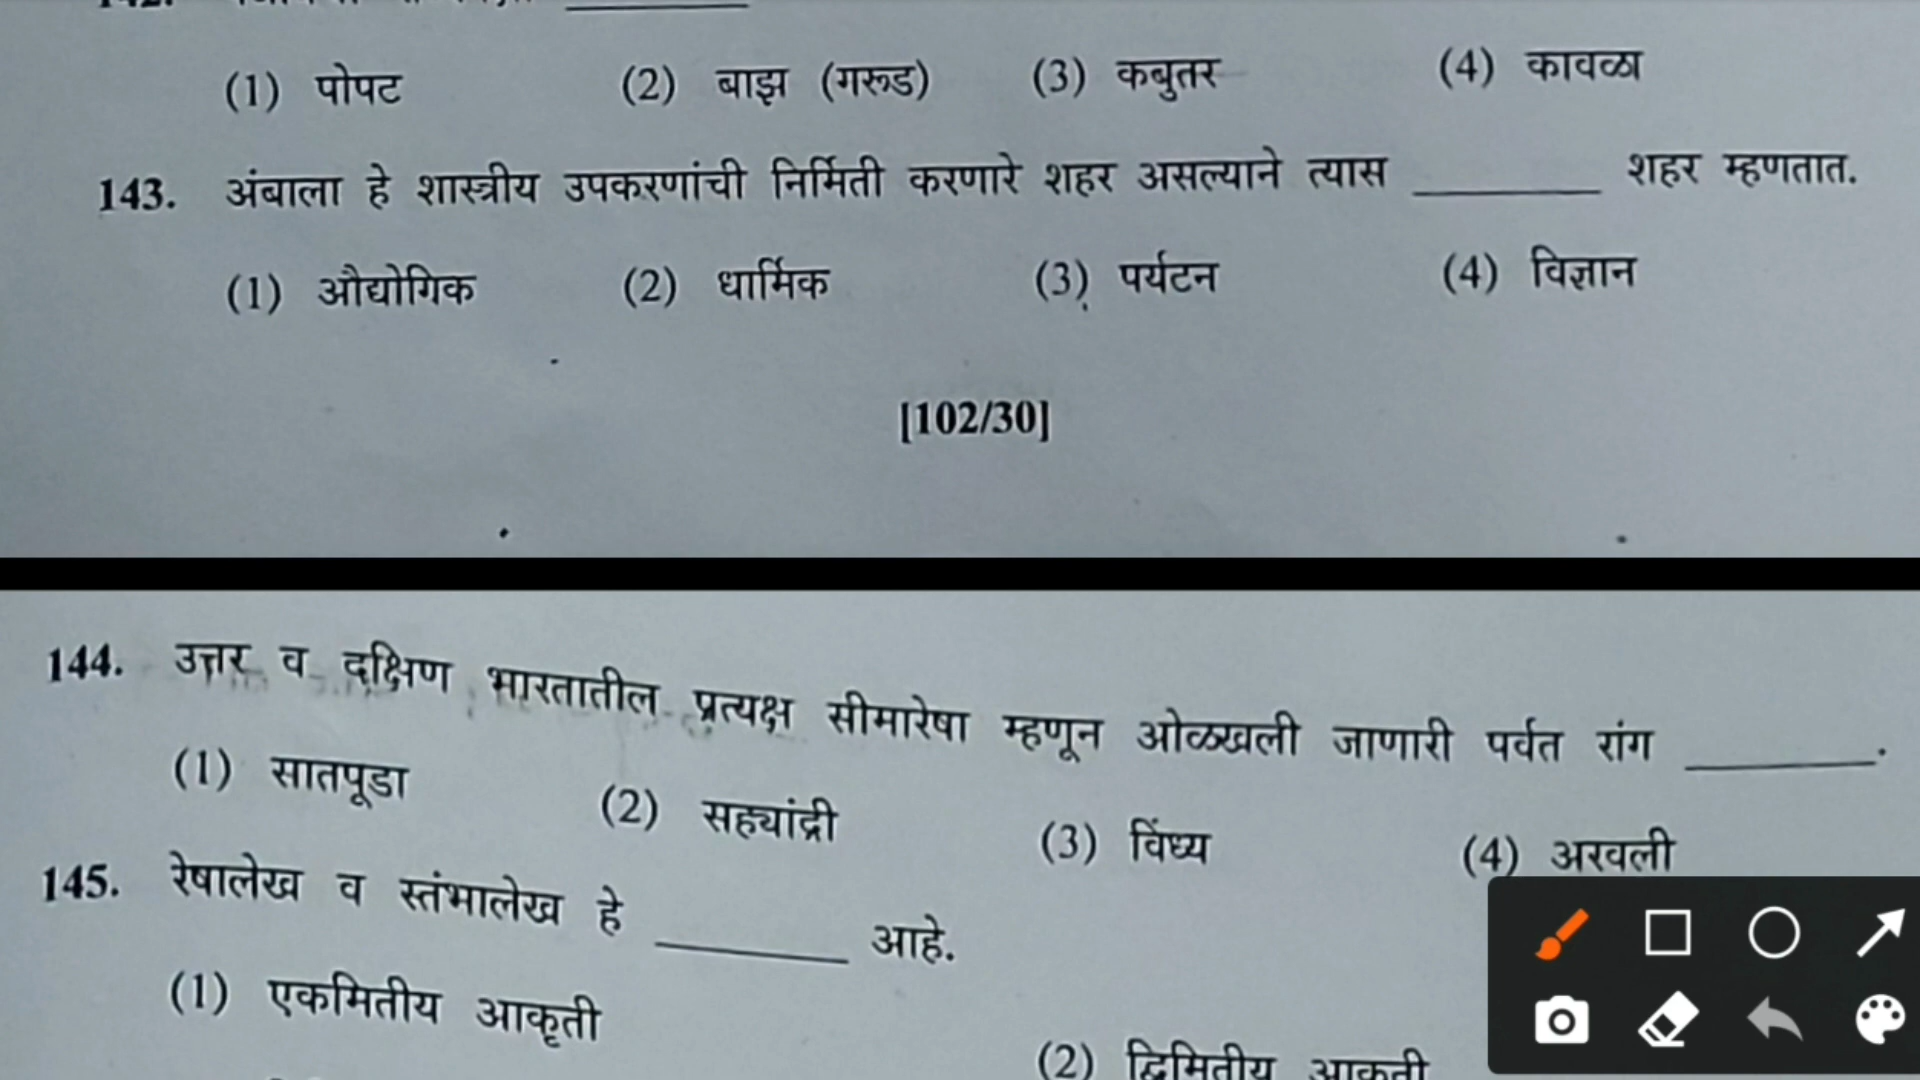 (1) पोपट (2) बाझ (गरूड) (3) कबुतर (4) कावळा
143. अंबाला हे शास्त्रीय उपकरणांची निर्मिती करणारे शहर असल्याने त्यास ________ शहर म्हणतात.
(1) औद्योगिक (2) धार्मिक (3) पर्यटन (4) विज्ञान
[102/30]
144. उत्तर व दक्षिण भारतातील प्रत्यक्ष सीमारेषा म्हणून ओळखली जाणारी पर्वत रांग ________.
(1) सातपूडा (2) सह्यांद्री (3) विंध्य (4) अरवली
145. रेषालेख व स्तंभालेख हे ________ आहे.
(1) एकमितीय आकृती
(2) द्विमितीय आकृती